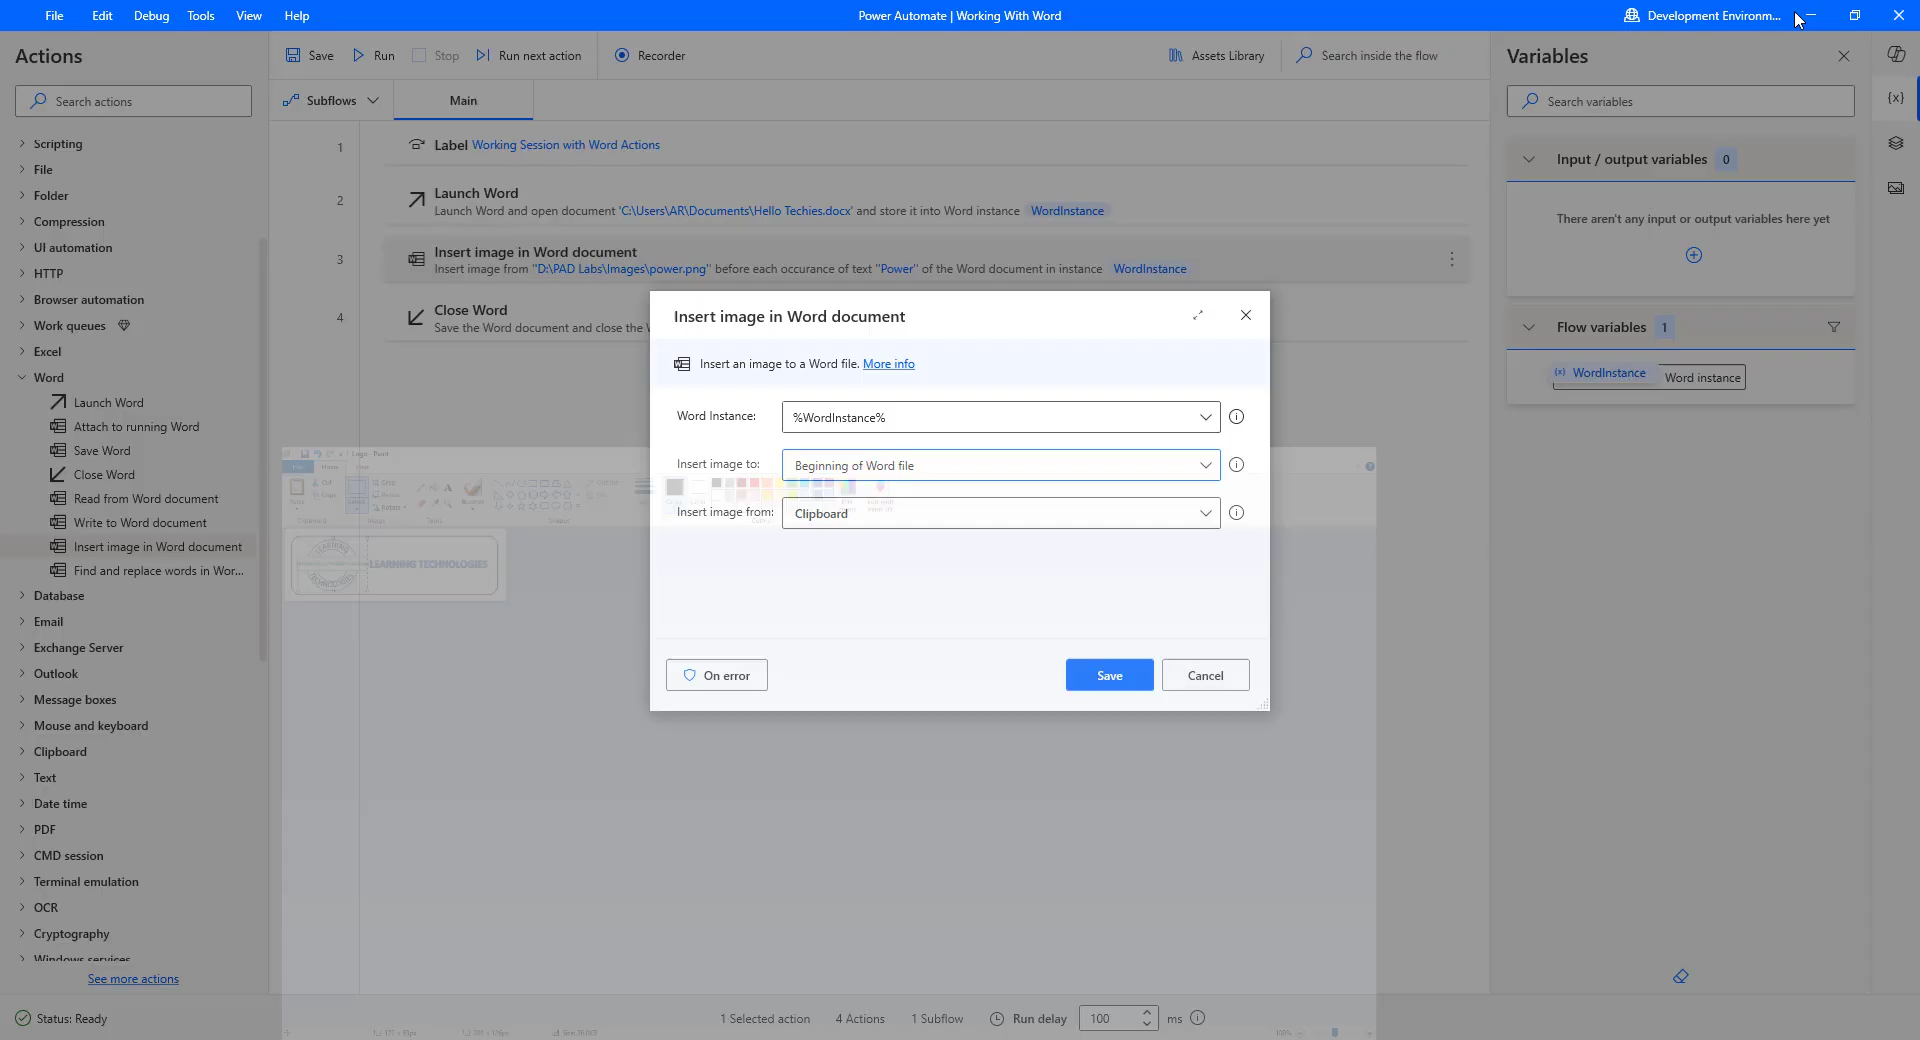 File Edit Debug Tools View Help
Power Automate | Working With Word
Development Environm...
Actions
Save Run Stop Run next action Recorder
Assets Library
Search inside the flow
Variables
Search actions
Subflows
Main
Search variables
Scripting
File
Folder
Compression
UI automation
HTTP
Browser automation
Work queues
Excel
Word
Launch Word
Attach to running Word
Save Word
Close Word
Read from Word document
Write to Word document
Insert image in Word document
Find and replace words in Wor...
Database
Email
Exchange Server
Outlook
Message boxes
Mouse and keyboard
Clipboard
Text
Date time
PDF
CMD session
Terminal emulation
OCR
Cryptography
Windows services
See more actions
1
Label Working Session with Word Actions
2
Launch Word
Launch Word and open document 'C:\Users\AR\Documents\Hello Techies.docx' and store it into Word instance WordInstance
3
Insert image in Word document
Insert image from "D:\PAD Labs\Images\power.png" before each occurance of text "Power" of the Word document in instance WordInstance
4
Close Word
Save the Word document and close the W
Insert image in Word document
Insert an image to a Word file. More info
Word Instance:
%WordInstance%
Insert image to:
Beginning of Word file
Insert image from:
Clipboard
On error
Save
Cancel
LEARNING TECHNOLOGIES
Input / output variables 0
There aren't any input or output variables here yet
Flow variables 1
(x) WordInstance
Word instance
Status: Ready
1 Selected action
4 Actions
1 Subflow
Run delay
100
ms